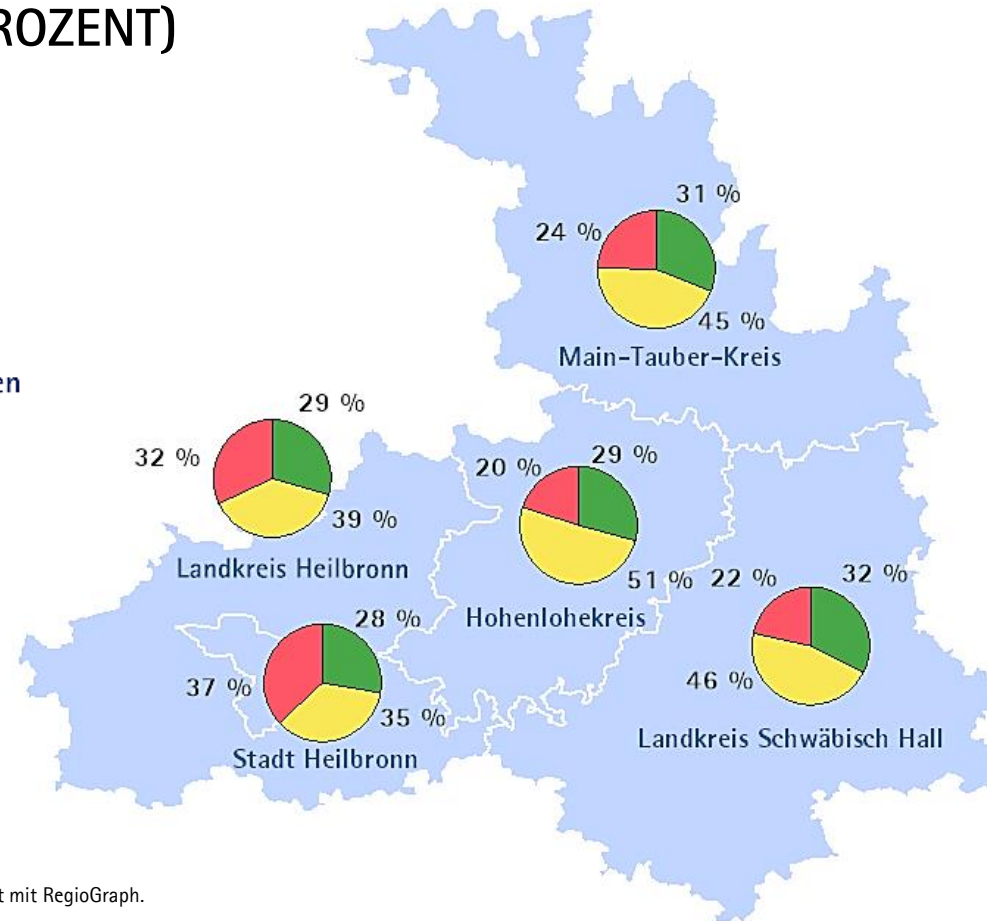 ROZENT)
31 %
24 %
45 %
Main-Tauber-Kreis
en
29 %
32 %
39 %
Landkreis Heilbronn
20 % 29 %
51 %
Hohenlohekreis
22 % 32 %
46 %
Landkreis Schwäbisch Hall
28 %
37 %
35 %
Stadt Heilbronn
t mit RegioGraph.